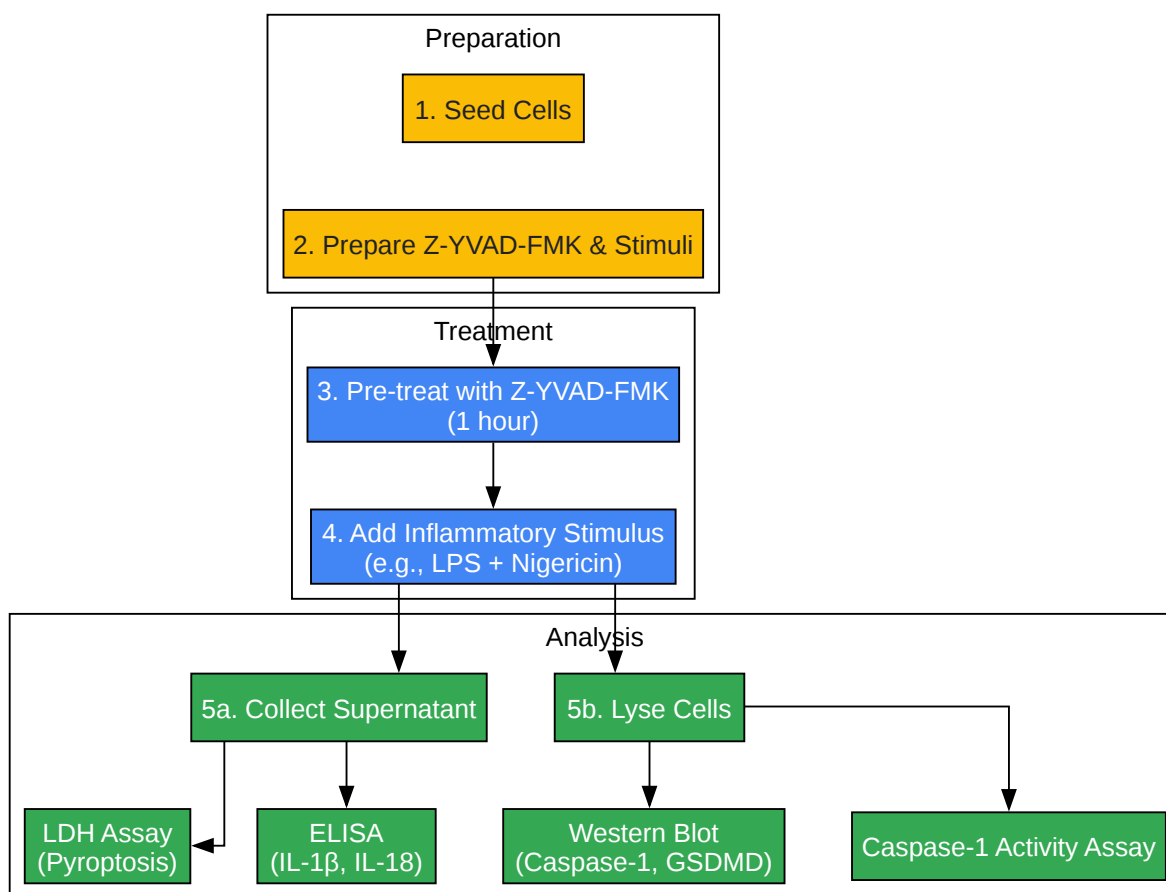 Preparation
1. Seed Cells
2. Prepare Z-YVAD-FMK & Stimuli
Treatment
3. Pre-treat with Z-YVAD-FMK
(1 hour)
4. Add Inflammatory Stimulus
(e.g., LPS + Nigericin)
Analysis
5a. Collect Supernatant
5b. Lyse Cells
LDH Assay
(Pyroptosis)
ELISA
(IL-1β, IL-18)
Western Blot
(Caspase-1, GSDMD)
Caspase-1 Activity Assay